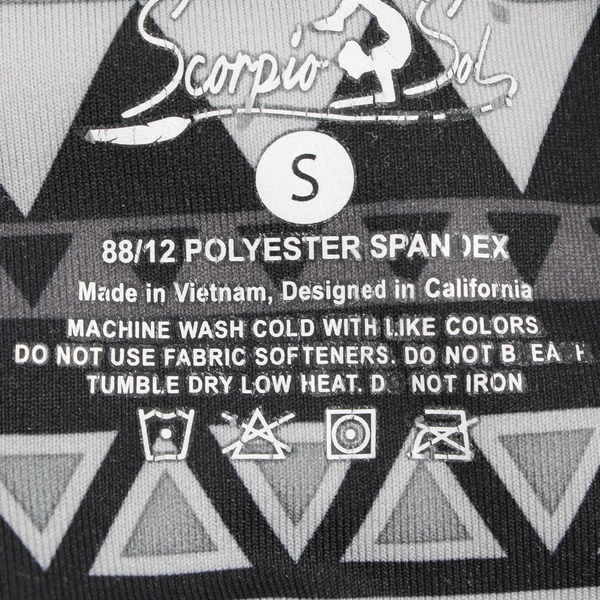 Scorpio Sol
S
88/12 POLYESTER SPANDEX
Made in Vietnam, Designed in California
MACHINE WASH COLD WITH LIKE COLORS
DO NOT USE FABRIC SOFTENERS. DO NOT B EA H
TUMBLE DRY LOW HEAT. D NOT IRON